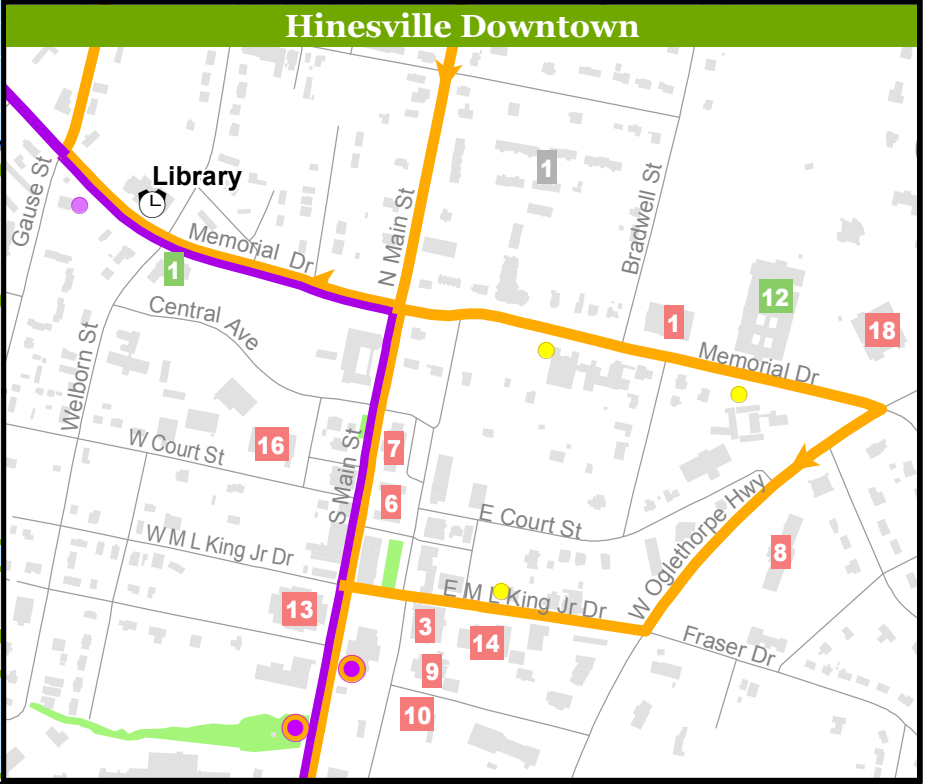 Hinesville Downtown
1
Library
Gause St
Bradwell St
N Main St
Memorial Dr
1
12
Central Ave
1
18
Welborn St
Memorial Dr
W Court St
16
7
S Main St
6
E Court St
W Oglethorpe Hwy
W M L King Jr Dr
8
E M L King Jr Dr
13
3
14
Fraser Dr
9
10